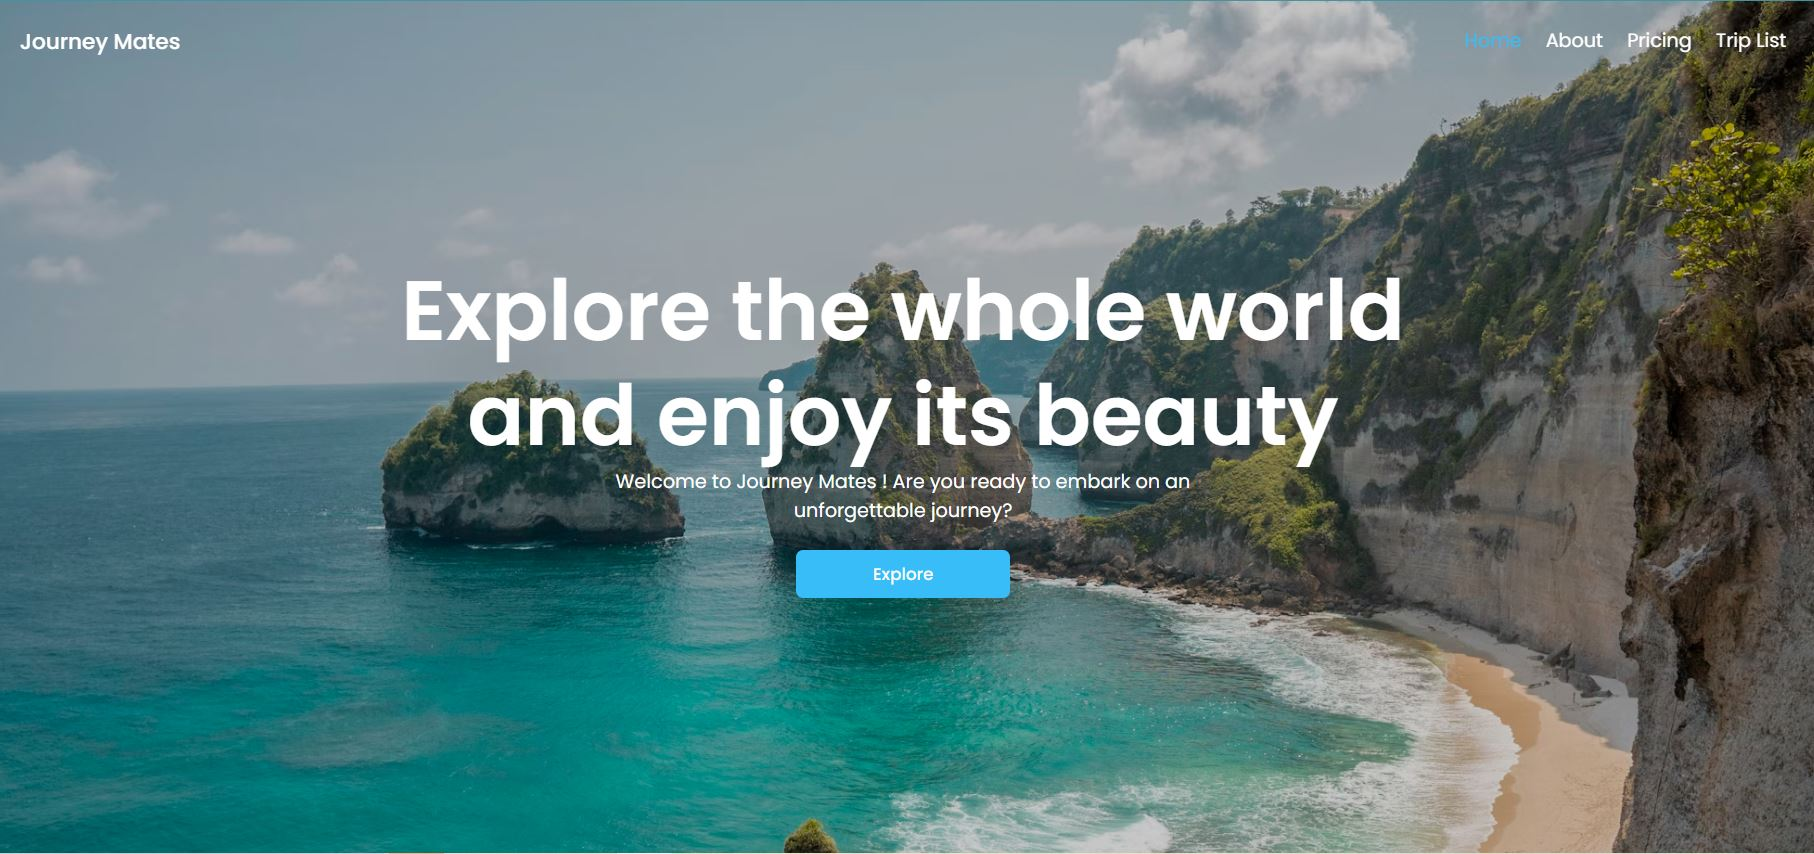 Journey Mates
Home About Pricing Trip List
Explore the whole world
and enjoy its beauty
Welcome to Journey Mates ! Are you ready to embark on an
unforgettable journey?
Explore